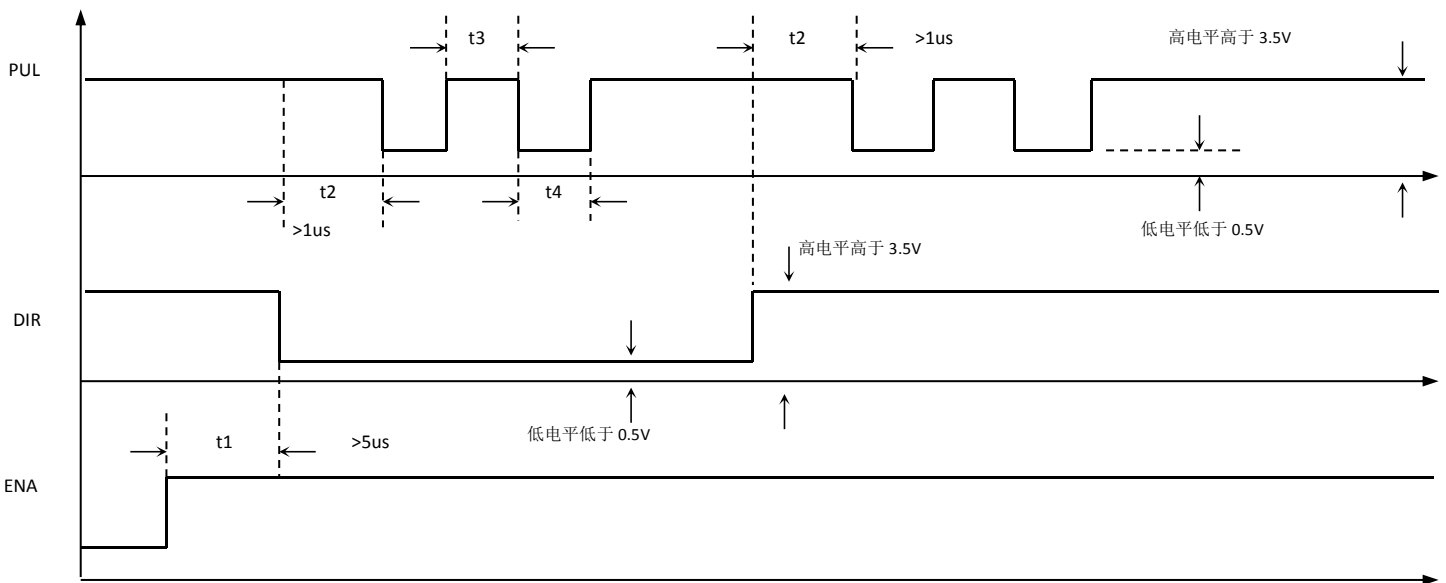 t3
t2
>1us
高电平高于 3.5V
PUL
t2
t4
>1us
低电平低于 0.5V
高电平高于 3.5V
DIR
t1
>5us
低电平低于 0.5V
ENA